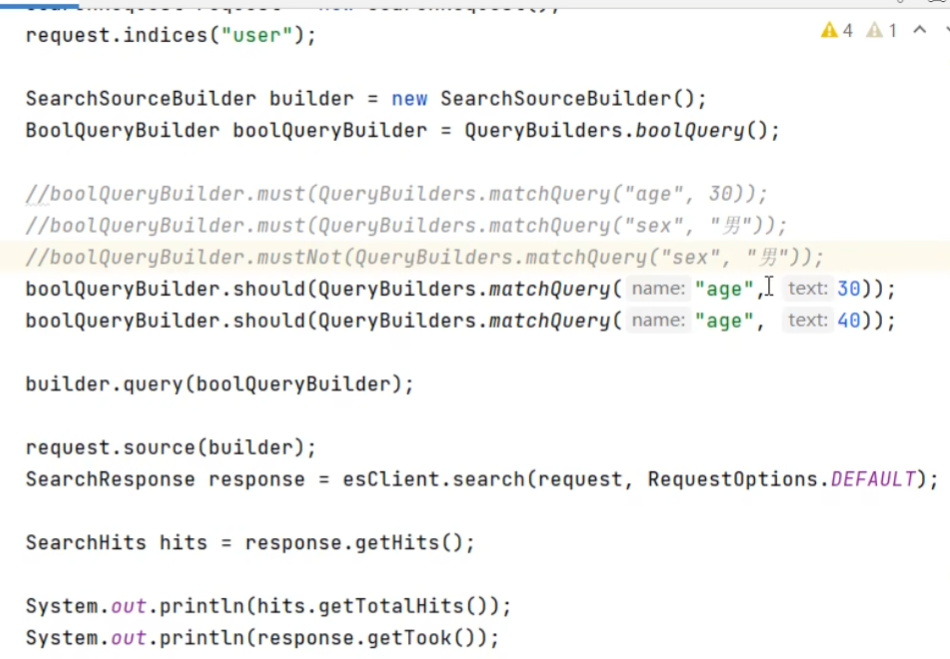 request.indices("user");
4 1
SearchSourceBuilder builder = new SearchSourceBuilder();
BoolQueryBuilder boolQueryBuilder = QueryBuilders.boolQuery();
//boolQueryBuilder.must(QueryBuilders.matchQuery("age", 30));
//boolQueryBuilder.must(QueryBuilders.matchQuery("sex", "男"));
//boolQueryBuilder.mustNot(QueryBuilders.matchQuery("sex", "男"));
boolQueryBuilder.should(QueryBuilders.matchQuery( name: "age", text: 30));
boolQueryBuilder.should(QueryBuilders.matchQuery( name: "age", text: 40));
builder.query(boolQueryBuilder);
request.source(builder);
SearchResponse response = esClient.search(request, RequestOptions.DEFAULT);
SearchHits hits = response.getHits();
System.out.println(hits.getTotalHits());
System.out.println(response.getTook());